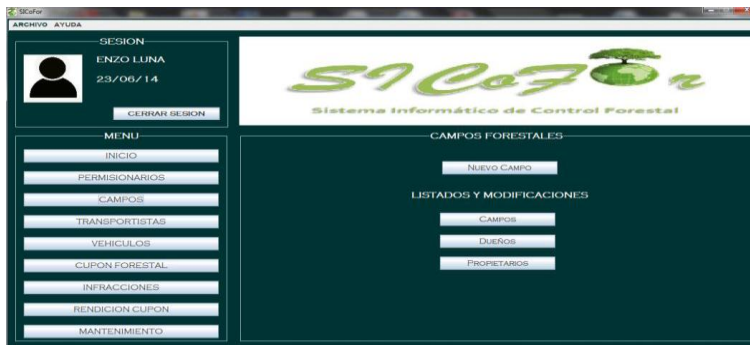 SICoFor
ARCHIVO AYUDA
SESION
ENZO LUNA
23/06/14
CERRAR SESION
SICoFor
Sistema Informático de Control Forestal
MENU
INICIO
PERMISIONARIOS
CAMPOS
TRANSPORTISTAS
VEHICULOS
CUPON FORESTAL
INFRACCIONES
RENDICION CUPON
MANTENIMIENTO
CAMPOS FORESTALES
NUEVO CAMPO
LISTADOS Y MODIFICACIONES
CAMPOS
DUEÑOS
PROPIETARIOS